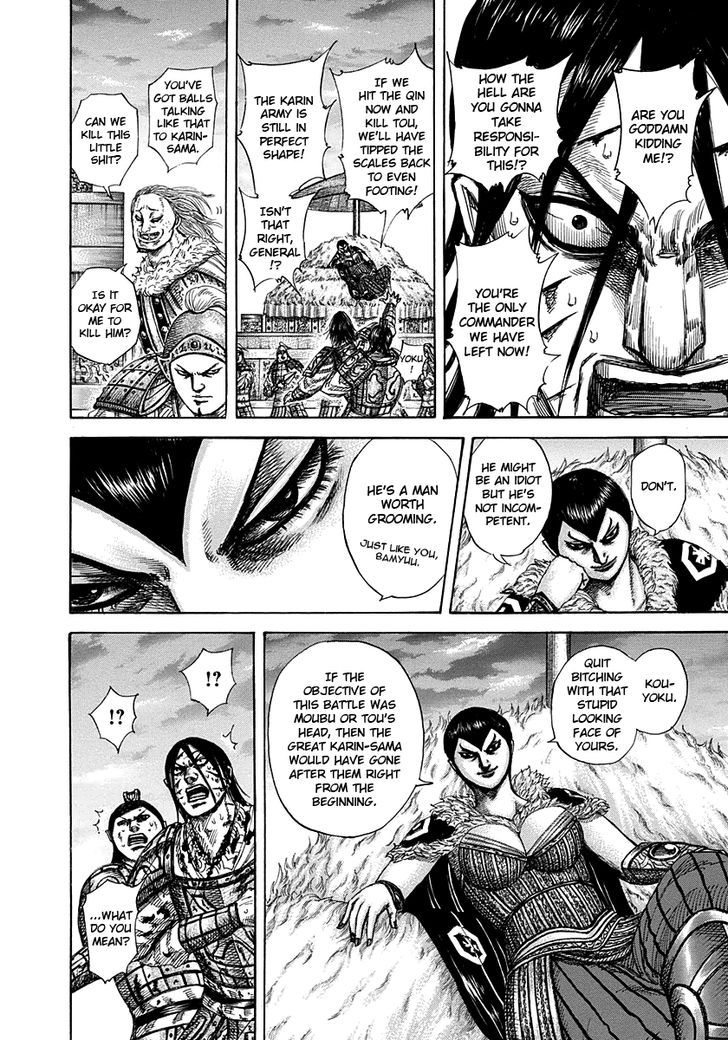 ARE YOU
GODDAMN
KIDDING
ME!?
HOW
THE HELL
ARE YOU
GONNA
TAKE
RESPONSI-
BILITY FOR
THIS!?
YOU'RE
THE ONLY
COMMANDER
WE HAVE
LEFT NOW!
IF WE
HIT THE QIN
NOW AND
KILL TOU,
WE'LL HAVE
TIPPED THE
SCALES BACK
TO EVEN
FOOTING!
THE KARIN
ARMY IS
STILL IN
PERFECT
SHAPE!
ISN'T
THAT
RIGHT,
GENERAL
!?
YOKU
!
YOU'VE
GOT BALLS
TALKING
LIKE THAT
TO KARIN-
SAMA.
CAN WE
KILL THIS
LITTLE
SHIT?
IS IT
OKAY FOR
ME TO
KILL HIM?
DON'T.
HE MIGHT
BE AN IDIOT
BUT HE'S
NOT INCOM-
PETENT.
HE'S A MAN
WORTH
GROOMING.
JUST LIKE YOU,
BAMYUU.
KOU-
YOKU.
QUIT
BITCHING
WITH THAT
STUPID
LOOKING
FACE OF
YOURS.
IF THE
OBJECTIVE OF
THIS BATTLE WAS
MOUBU OR TOU'S
HEAD, THEN THE
GREAT KARIN-SAMA
WOULD HAVE GONE
AFTER THEM RIGHT
FROM THE
BEGINNING.
!?
!?
...WHAT
DO YOU
MEAN?